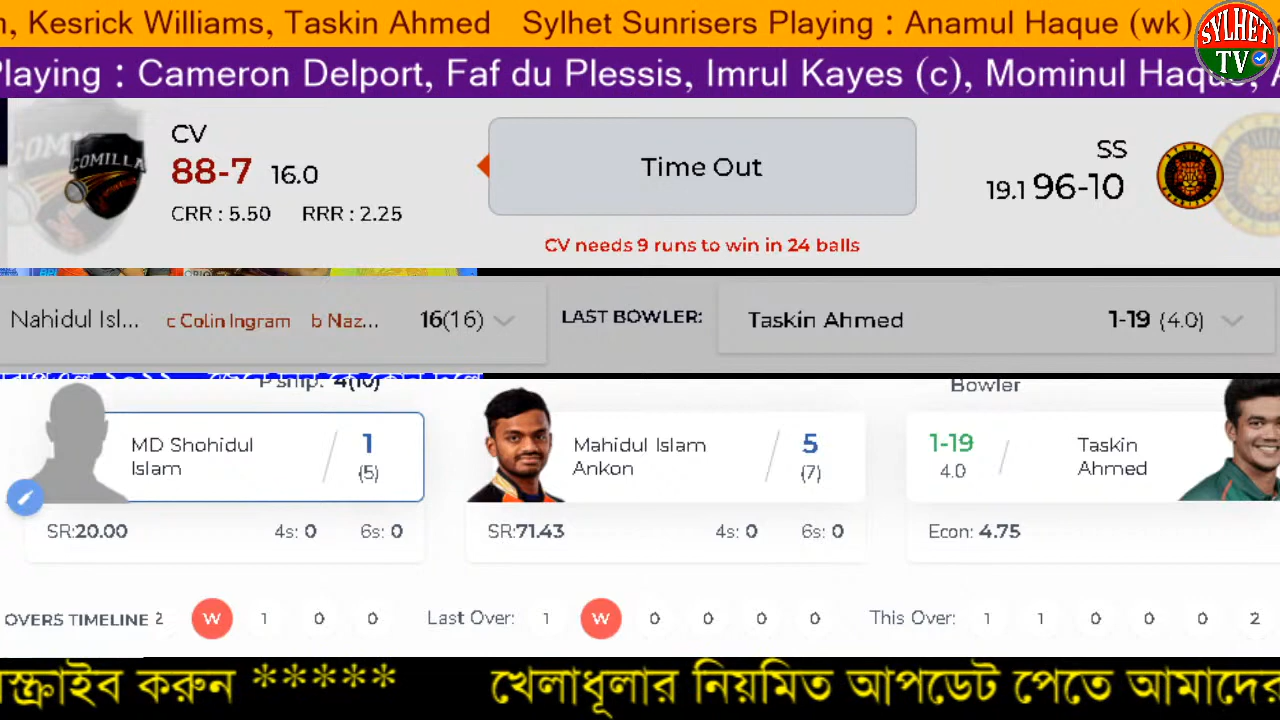 , Kesrick Williams, Taskin Ahmed Sylhet Sunrisers Playing : Anamul Haque (wk)
SYLHET
TV
Playing : Cameron Delport, Faf du Plessis, Imrul Kayes (c), Mominul Haque,
COMILLA
CV
88-7 16.0
CRR : 5.50 RRR : 2.25
Time Out
CV needs 9 runs to win in 24 balls
SS
19.1 96-10
Nahidul Isl... c Colin Ingram b Naz... 16(16)
LAST BOWLER: Taskin Ahmed 1-19 (4.0)
P'ship: 4(10)
Bowler
MD Shohidul Islam 1 (5)
SR:20.00 4s: 0 6s: 0
Mahidul Islam Ankon 5 (7)
SR:71.43 4s: 0 6s: 0
1-19 4.0 Taskin Ahmed
Econ: 4.75
OVERS TIMELINE 2 W 1 0 0 Last Over: 1 W 0 0 0 0 This Over: 1 1 0 0 0 2
করুন ***** খেলাধূলার নিয়মিত আপডেট পেতে আমাদের